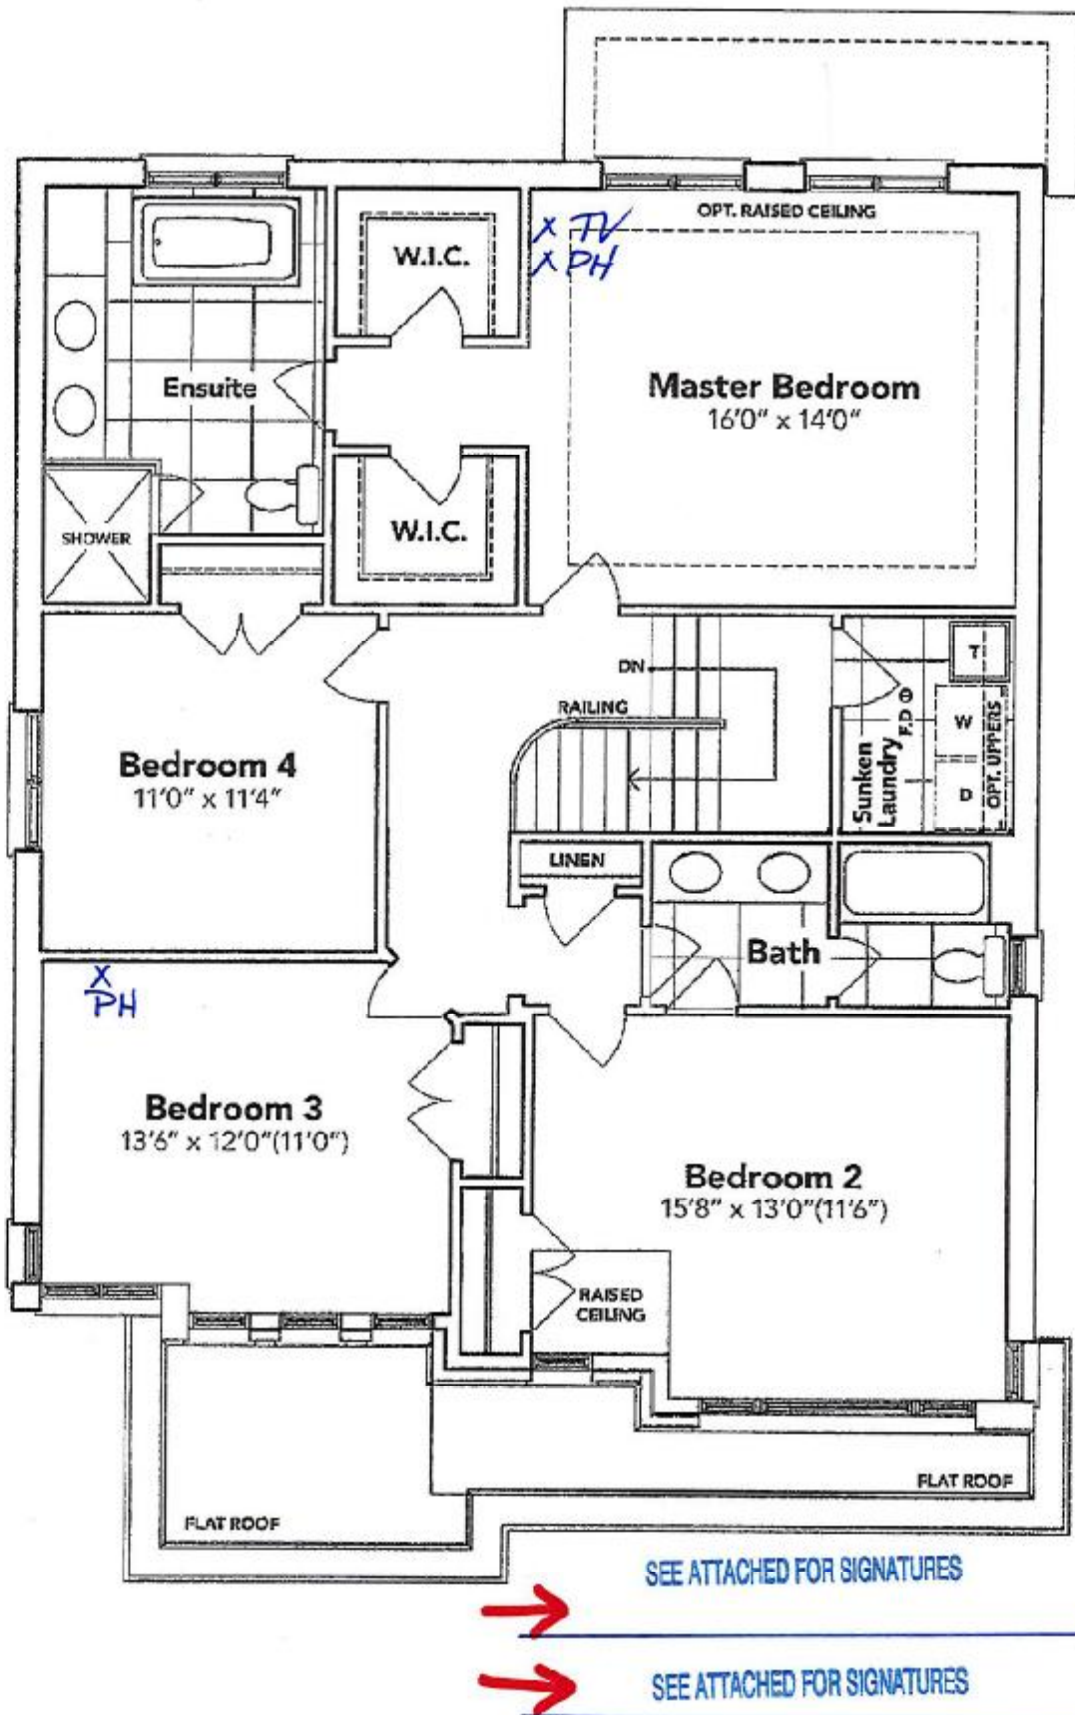 OPT. RAISED CEILING
X TV
X PH
W.I.C.
Ensuite
Master Bedroom
16'0" x 14'0"
W.I.C.
SHOWER
DN
RAILING
T
W
D
F.D
OPT. UPPERS
Sunken
Laundry
Bedroom 4
11'0" x 11'4"
LINEN
Bath
X
PH
Bedroom 3
13'6" x 12'0"(11'0")
Bedroom 2
15'8" x 13'0"(11'6")
RAISED
CEILING
FLAT ROOF
FLAT ROOF
SEE ATTACHED FOR SIGNATURES
SEE ATTACHED FOR SIGNATURES